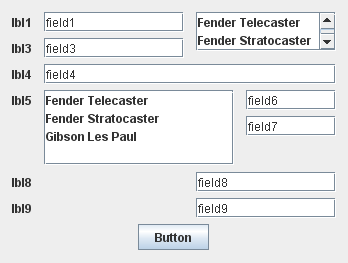 lbl1 field1 Fender Telecaster
lbl3 field3 Fender Stratocaster
lbl4 field4
lbl5 Fender Telecaster field6
Fender Stratocaster field7
Gibson Les Paul
lbl8 field8
lbl9 field9
Button